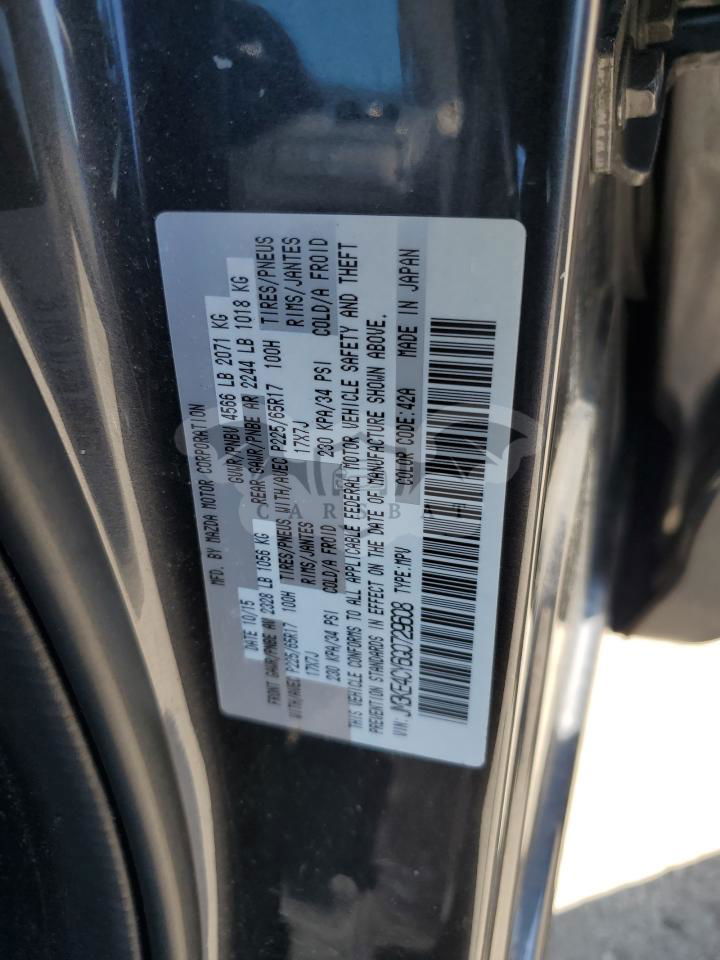 MFD. BY MAZDA MOTOR CORPORATION
DATE 10/15 GVWR/PNBV 4566 LB 2071 KG
FRONT GAWR/PNBE AV 2328 LB 1056 KG REAR GAWR/PNBE AR 2244 LB 1018 KG
WITH/AVEC P225/65R17 100H TIRES/PNEUS WITH/AVEC P225/65R17 100H TIRES/PNEUS
17X7J RIMS/JANTES 17X7J RIMS/JANTES
230 KPA/34 PSI COLD/A FROID 230 KPA/34 PSI COLD/A FROID
THIS VEHICLE CONFORMS TO ALL APPLICABLE FEDERAL MOTOR VEHICLE SAFETY AND THEFT
PREVENTION STANDARDS IN EFFECT ON THE DATE OF MANUFACTURE SHOWN ABOVE.
VIN: JM3KE4CY6G0729608 TYPE:MPV COLOR CODE:42A MADE IN JAPAN
CARSBAT